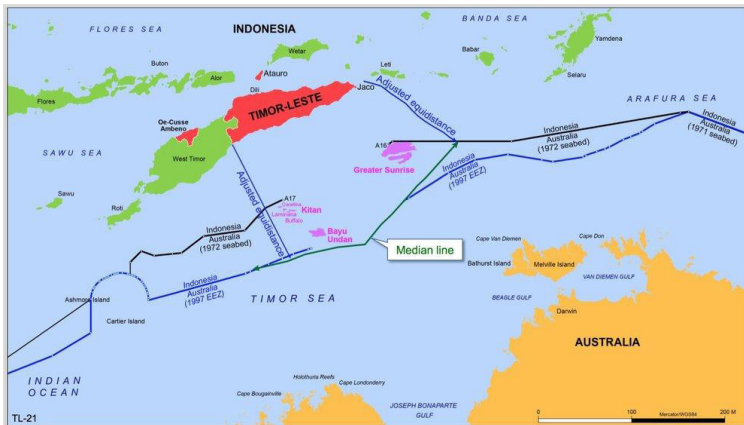 FLORES SEA
INDONESIA
BANDA SEA
Yamdena
Wetar
Leti
Babar
Buton
Alor
Atauro
Selaru
Dili
Jaco
Flores
TIMOR-LESTE
Adjusted equidistance
ARAFURA SEA
Oe-Cusse
Ambeno
A16
Indonesia
Australia
(1972 seabed)
Indonesia
Australia
(1971 seabed)
Greater Sunrise
SAWU SEA
West Timor
Indonesia
Australia
(1997 EEZ)
Sawu
Roti
A17
Corallina
Kitan
Laminaria
Buffalo
Adjusted equidistance
Bayu
Undan
Indonesia
Australia
(1972 seabed)
Median line
Cape Van Diemen
Cape Don
Bathurst Island
Melville Island
VAN DIEMEN GULF
Indonesia
Australia
(1997 EEZ)
TIMOR SEA
BEAGLE GULF
Ashmore Island
Cartier Island
Darwin
AUSTRALIA
INDIAN
OCEAN
Holothuria Reefs
Cape Londonderry
Cape Bougainville
JOSEPH BONAPARTE
GULF
TL-21
Mercator/WGS84
0
100
200 M